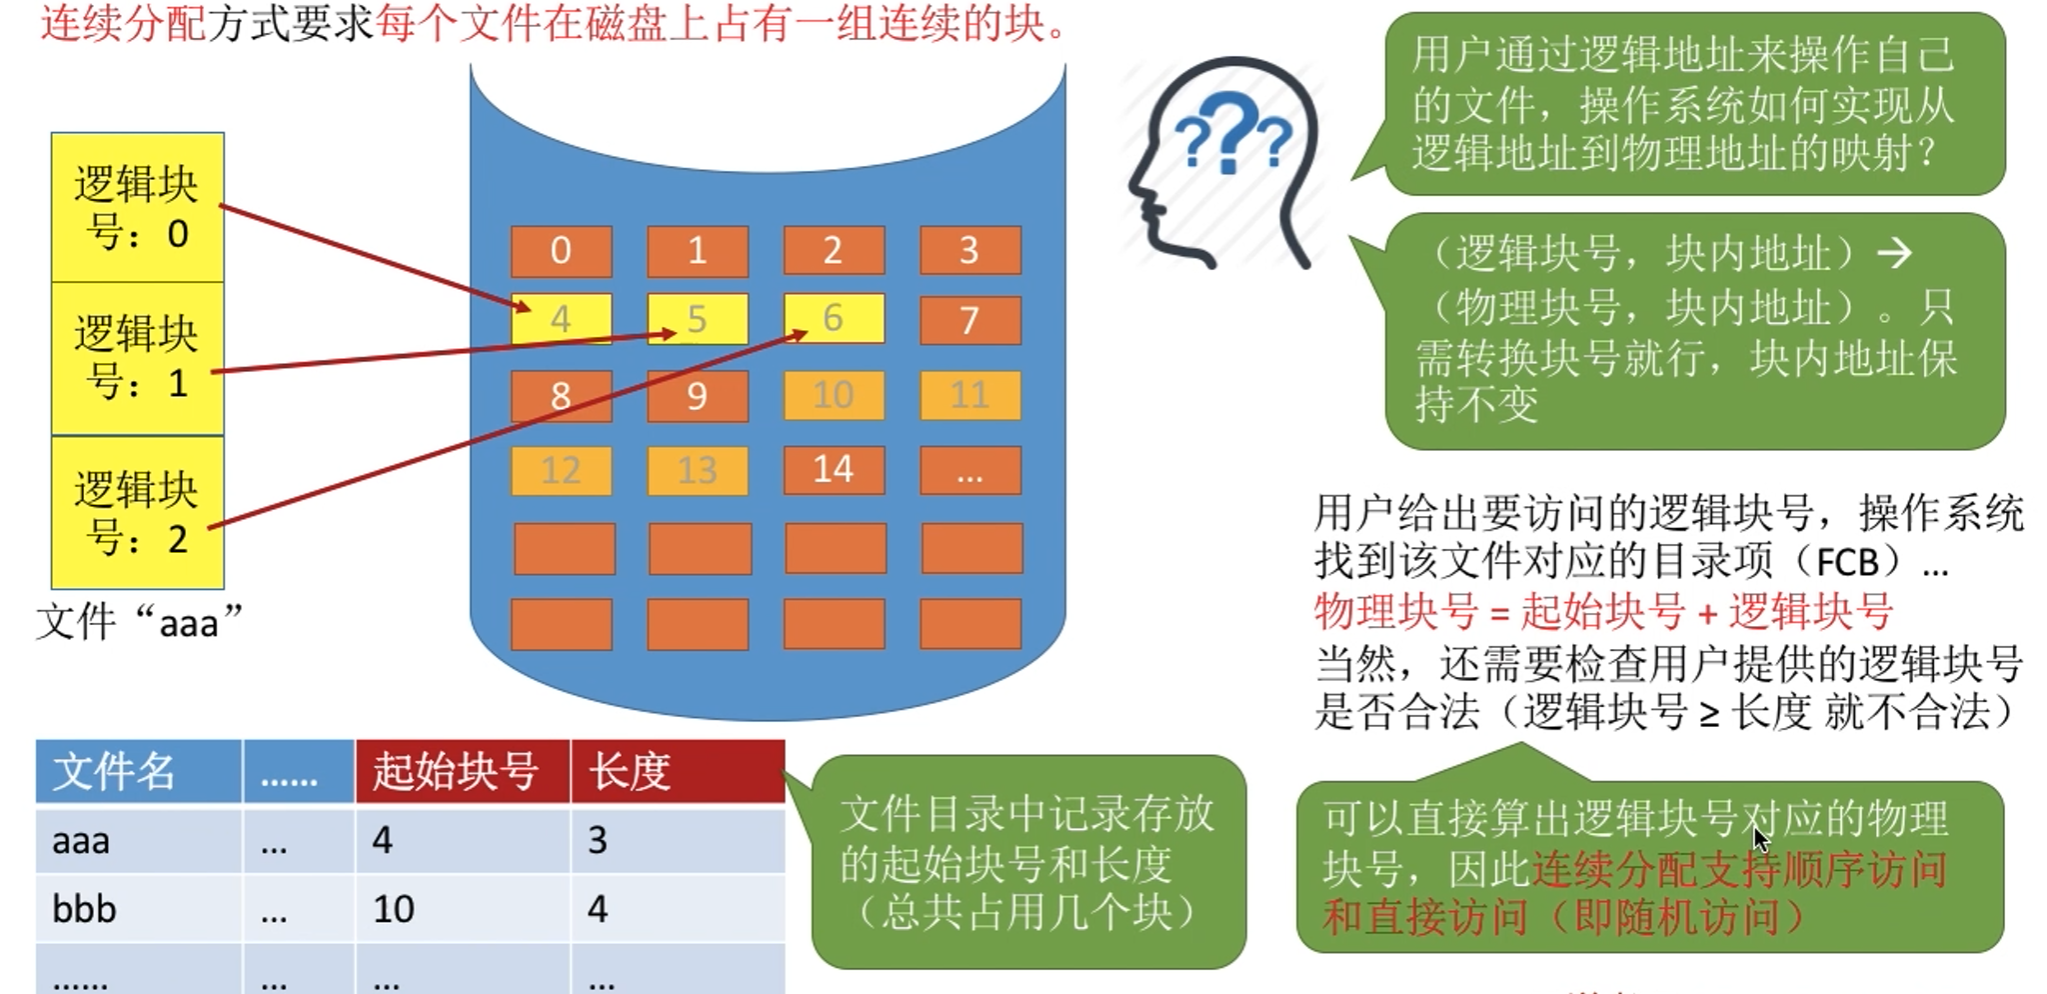 连续分配方式要求每个文件在磁盘上占有一组连续的块。
逻辑块
号：0
逻辑块
号：1
逻辑块
号：2
文件“aaa”
0 1 2 3
4 5 6 7
8 9 10 11
12 13 14 ...
???
用户通过逻辑地址来操作自己
的文件，操作系统如何实现从
逻辑地址到物理地址的映射？
（逻辑块号，块内地址）→
（物理块号，块内地址）。只
需转换块号就行，块内地址保
持不变
用户给出要访问的逻辑块号，操作系统
找到该文件对应的目录项（FCB）...
物理块号 = 起始块号 + 逻辑块号
当然，还需要检查用户提供的逻辑块号
是否合法（逻辑块号 ≥ 长度 就不合法）
可以直接算出逻辑块号对应的物理
块号，因此连续分配支持顺序访问
和直接访问（即随机访问）
文件名 ...... 起始块号 长度
aaa ... 4 3
bbb ... 10 4
...... ... ... ...
文件目录中记录存放
的起始块号和长度
（总共占用几个块）